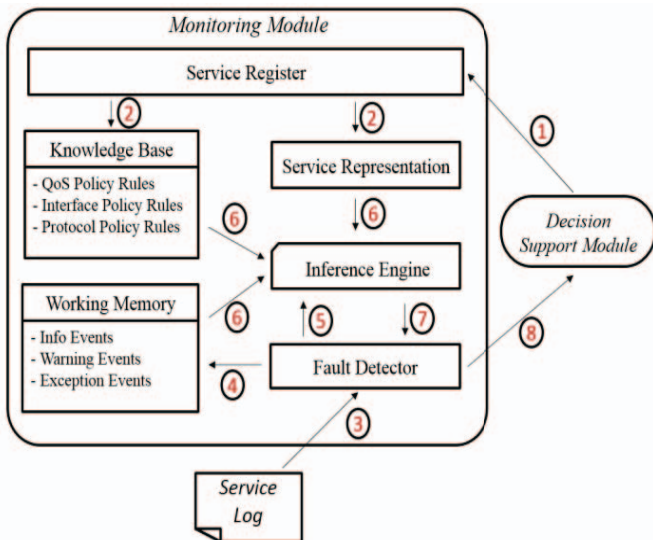 Monitoring Module
Service Register
2
2
1
Knowledge Base
- QoS Policy Rules
- Interface Policy Rules
- Protocol Policy Rules
Service Representation
6
6
Decision
Support Module
Inference Engine
Working Memory
- Info Events
- Warning Events
- Exception Events
6
5
7
8
4
Fault Detector
3
Service
Log